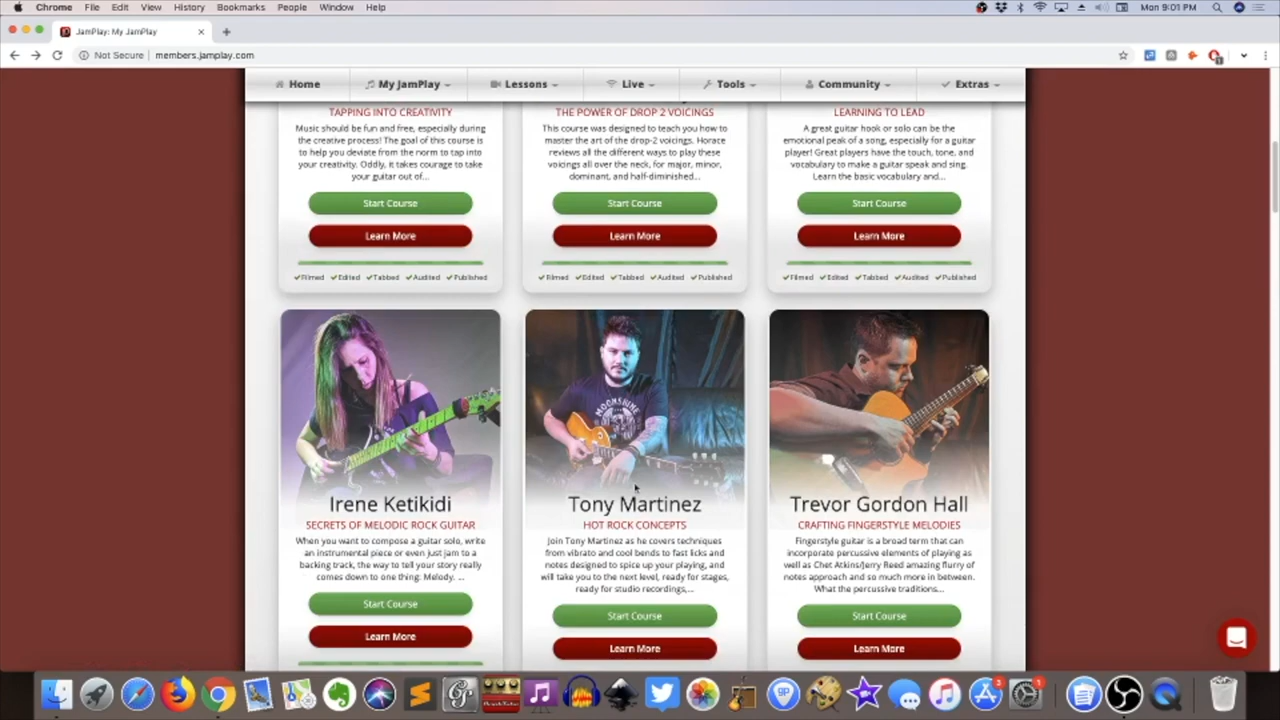 Chrome File Edit View History Bookmarks People Window Help Mon 9:01 PM
JamPlay: My JamPlay
Not Secure members.jamplay.com
Home My JamPlay Lessons Live Tools Community Extras
TAPPING INTO CREATIVITY
Music should be fun and free, especially during
the creative process! The goal of this course is
to help you deviate from the norm to tap into
your creativity. Oddly, it takes courage to take
your guitar out of...
Start Course
Learn More
Filmed Edited Tabbed Audited Published
THE POWER OF DROP 2 VOICINGS
This course was designed to teach you how to
master the art of the drop-2 voicings. Horace
reviews all the different ways to play these
voicings all over the neck, for major, minor,
dominant, and half-diminished...
Start Course
Learn More
Filmed Edited Tabbed Audited Published
LEARNING TO LEAD
A great guitar hook or solo can be the
emotional peak of a song, especially for a guitar
player! Great players have the touch, tone, and
vocabulary to make a guitar speak and sing.
Learn the basic vocabulary and...
Start Course
Learn More
Filmed Edited Tabbed Audited Published
Irene Ketikidi
SECRETS OF MELODIC ROCK GUITAR
When you want to compose a guitar solo, write
an instrumental piece or even just jam to a
backing track, the way to tell your story really
comes down to one thing: Melody. ...
Start Course
Learn More
MOONSHINE
Tony Martinez
HOT ROCK CONCEPTS
Join Tony Martinez as he covers techniques
from vibrato and cool bends to fast licks and
notes designed to spice up your playing, and
will take you to the next level, ready for stages,
ready for studio recordings,...
Start Course
Learn More
Trevor Gordon Hall
CRAFTING FINGERSTYLE MELODIES
Fingerstyle guitar is a broad term that can
incorporate percussive elements of playing as
well as Chet Atkins/Jerry Reed amazing flurry of
notes approach and so much more in between.
What the percussive traditions...
Start Course
Learn More
3 1